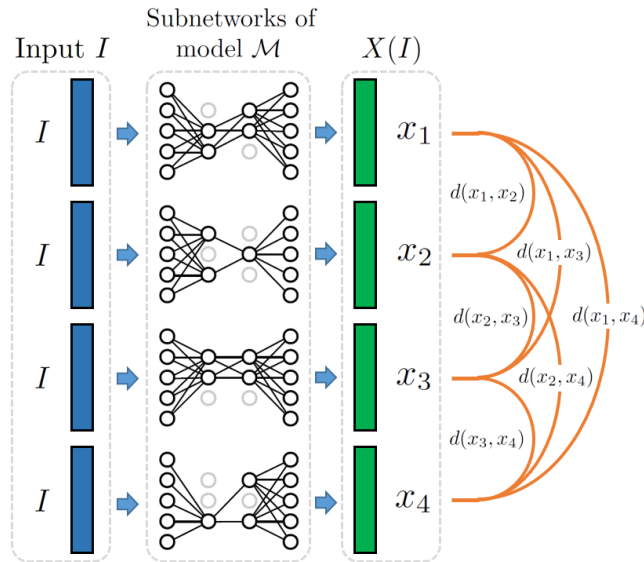 Subnetworks of
Input I
model M
X(I)
I
x₁
d(x₁, x₂)
I
x₂
d(x₁, x₃)
d(x₂, x₃)
d(x₁, x₄)
I
x₃
d(x₂, x₄)
d(x₃, x₄)
I
x₄